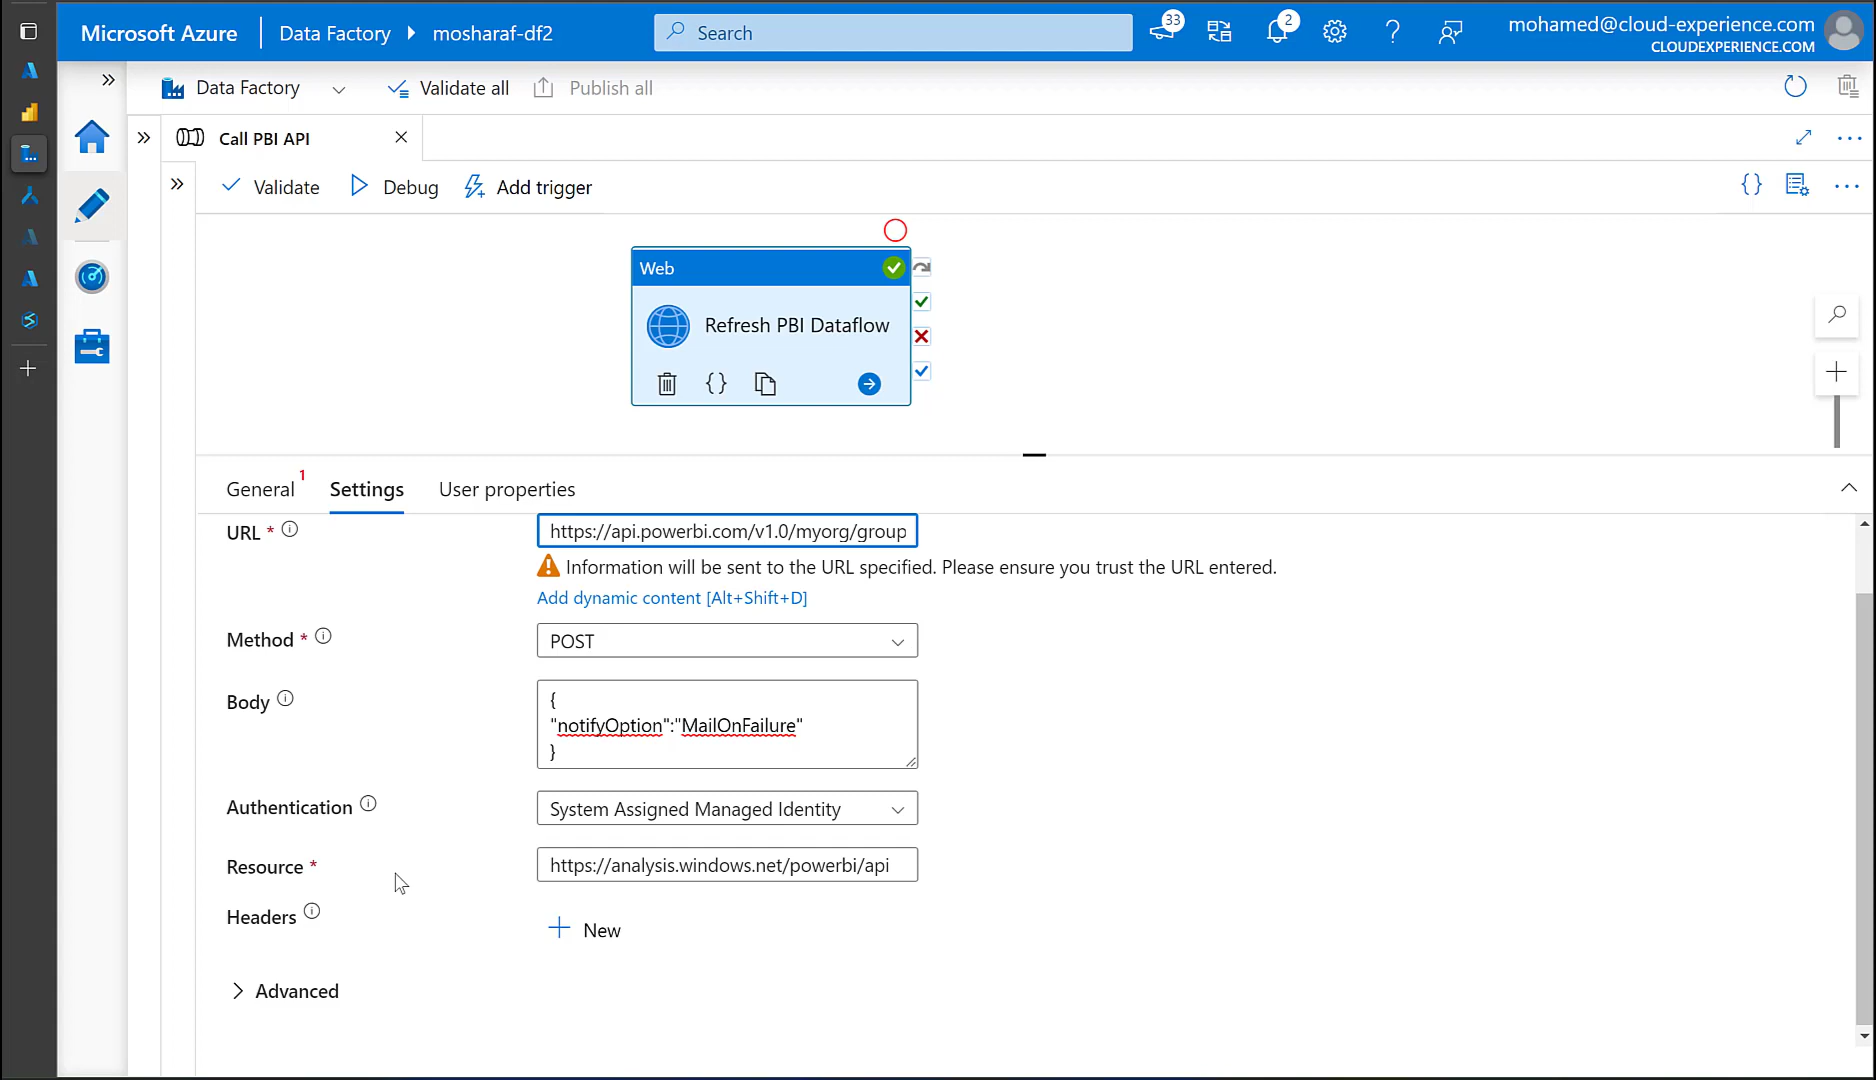 Microsoft Azure Data Factory mosharaf-df2 Search 33 2 mohamed@cloud-experience.com
CLOUDEXPERIENCE.COM
Data Factory Validate all Publish all
Call PBI API
Validate Debug Add trigger
Web
Refresh PBI Dataflow
General 1 Settings User properties
URL * https://api.powerbi.com/v1.0/myorg/group
Information will be sent to the URL specified. Please ensure you trust the URL entered.
Add dynamic content [Alt+Shift+D]
Method * POST
Body {
"notifyOption":"MailOnFailure"
}
Authentication System Assigned Managed Identity
Resource * https://analysis.windows.net/powerbi/api
Headers + New
Advanced